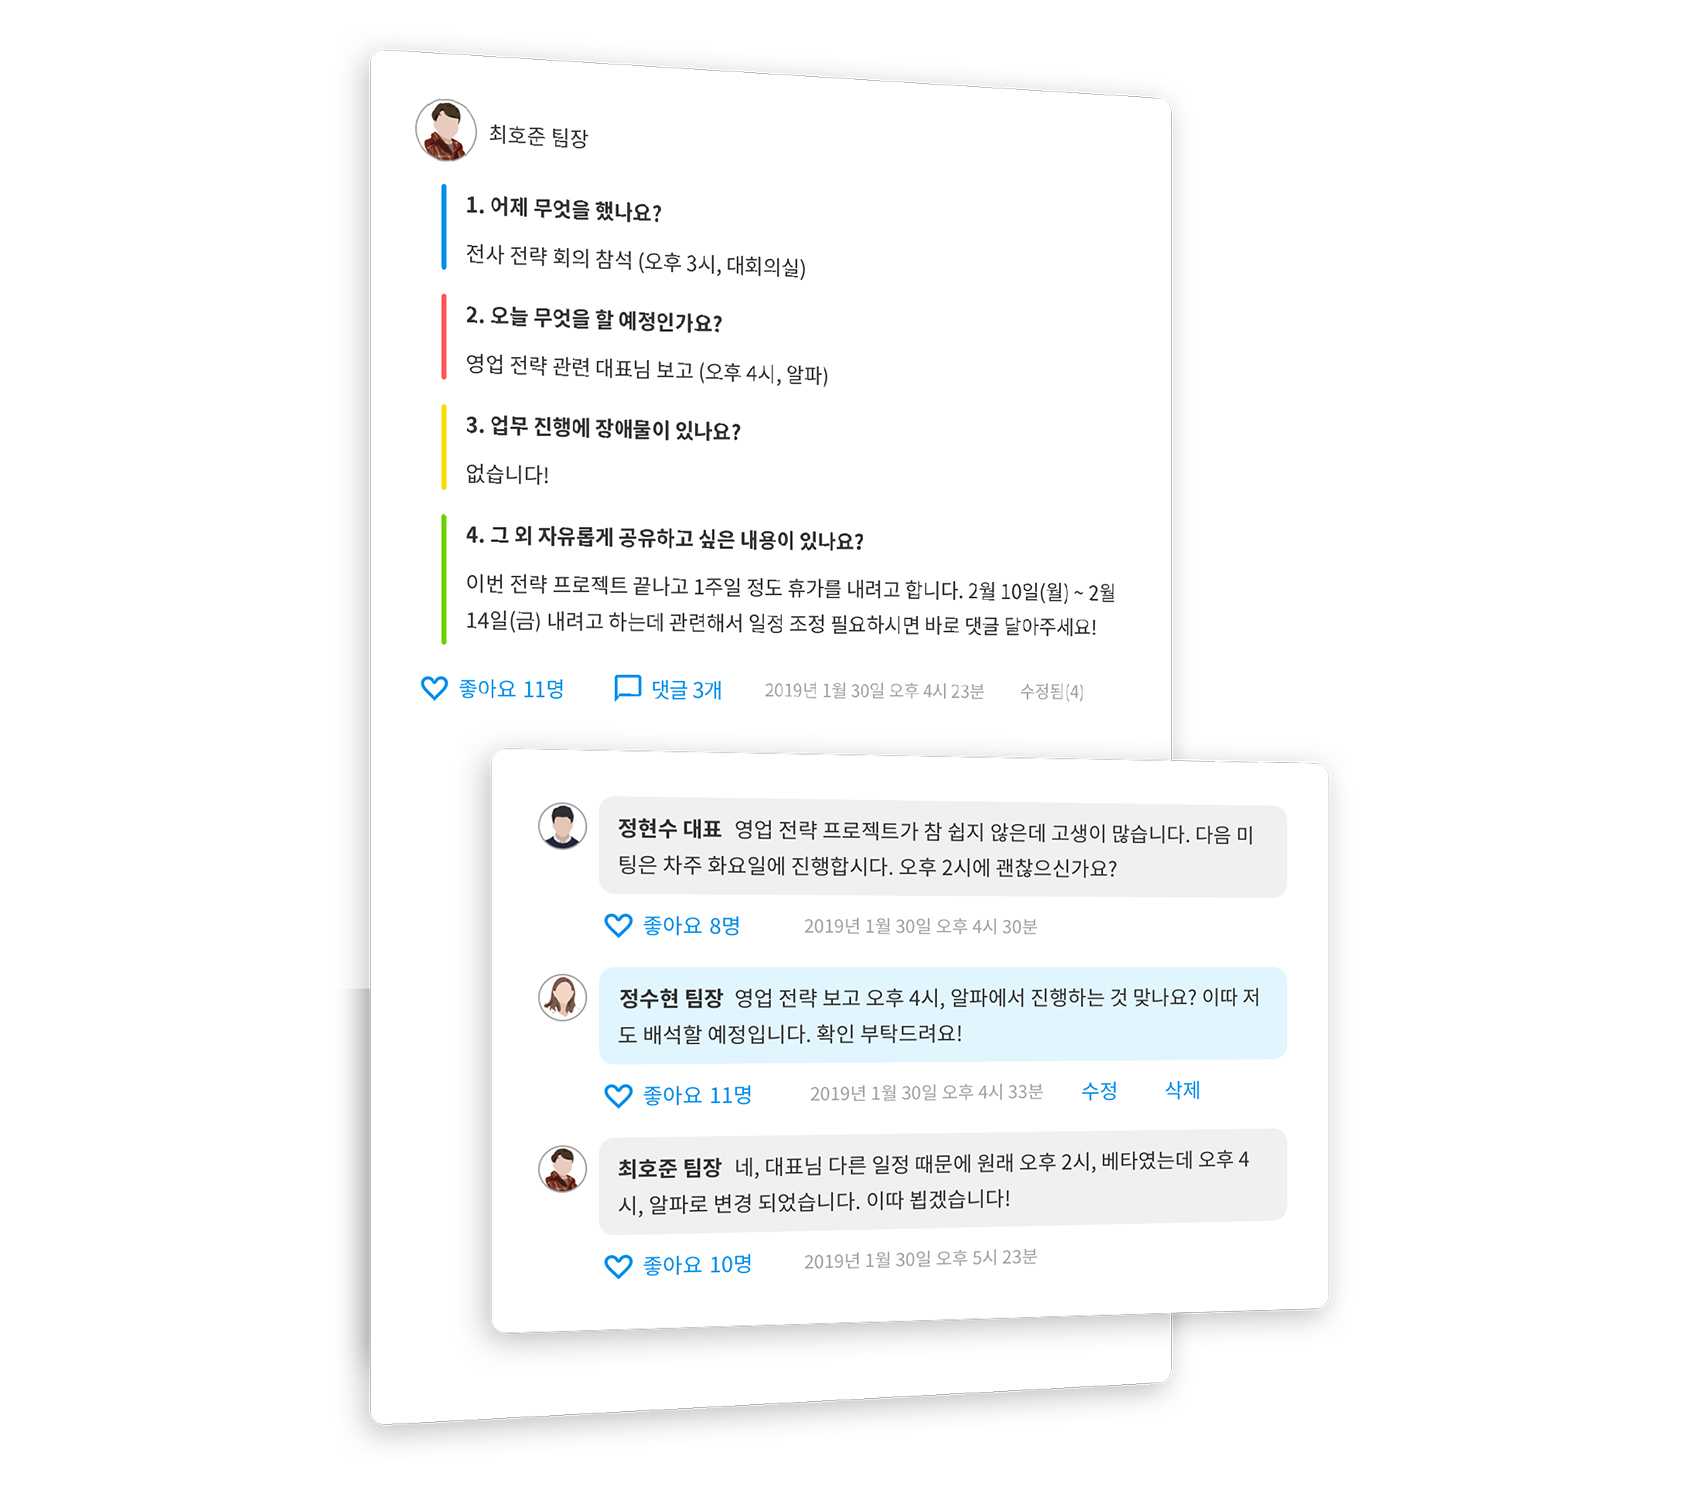 최호준 팀장
1. 어제 무엇을 했나요?
전사 전략 회의 참석 (오후 3시, 대회의실)
2. 오늘 무엇을 할 예정인가요?
영업 전략 관련 대표님 보고 (오후 4시, 알파)
3. 업무 진행에 장애물이 있나요?
없습니다!
4. 그 외 자유롭게 공유하고 싶은 내용이 있나요?
이번 전략 프로젝트 끝나고 1주일 정도 휴가를 내려고 합니다. 2월 10일(월) ~ 2월
14일(금) 내려고 하는데 관련해서 일정 조정 필요하시면 바로 댓글 달아주세요!
좋아요 11명 댓글 3개 2019년 1월 30일 오후 4시 23분 수정됨(4)
정현수 대표 영업 전략 프로젝트가 참 쉽지 않은데 고생이 많습니다. 다음 미
팅은 차주 화요일에 진행합시다. 오후 2시에 괜찮으신가요?
좋아요 8명 2019년 1월 30일 오후 4시 30분
정수현 팀장 영업 전략 보고 오후 4시, 알파에서 진행하는 것 맞나요? 이따 저
도 배석할 예정입니다. 확인 부탁드려요!
좋아요 11명 2019년 1월 30일 오후 4시 33분 수정 삭제
최호준 팀장 네, 대표님 다른 일정 때문에 원래 오후 2시, 베타였는데 오후 4
시, 알파로 변경 되었습니다. 이따 뵙겠습니다!
좋아요 10명 2019년 1월 30일 오후 5시 23분